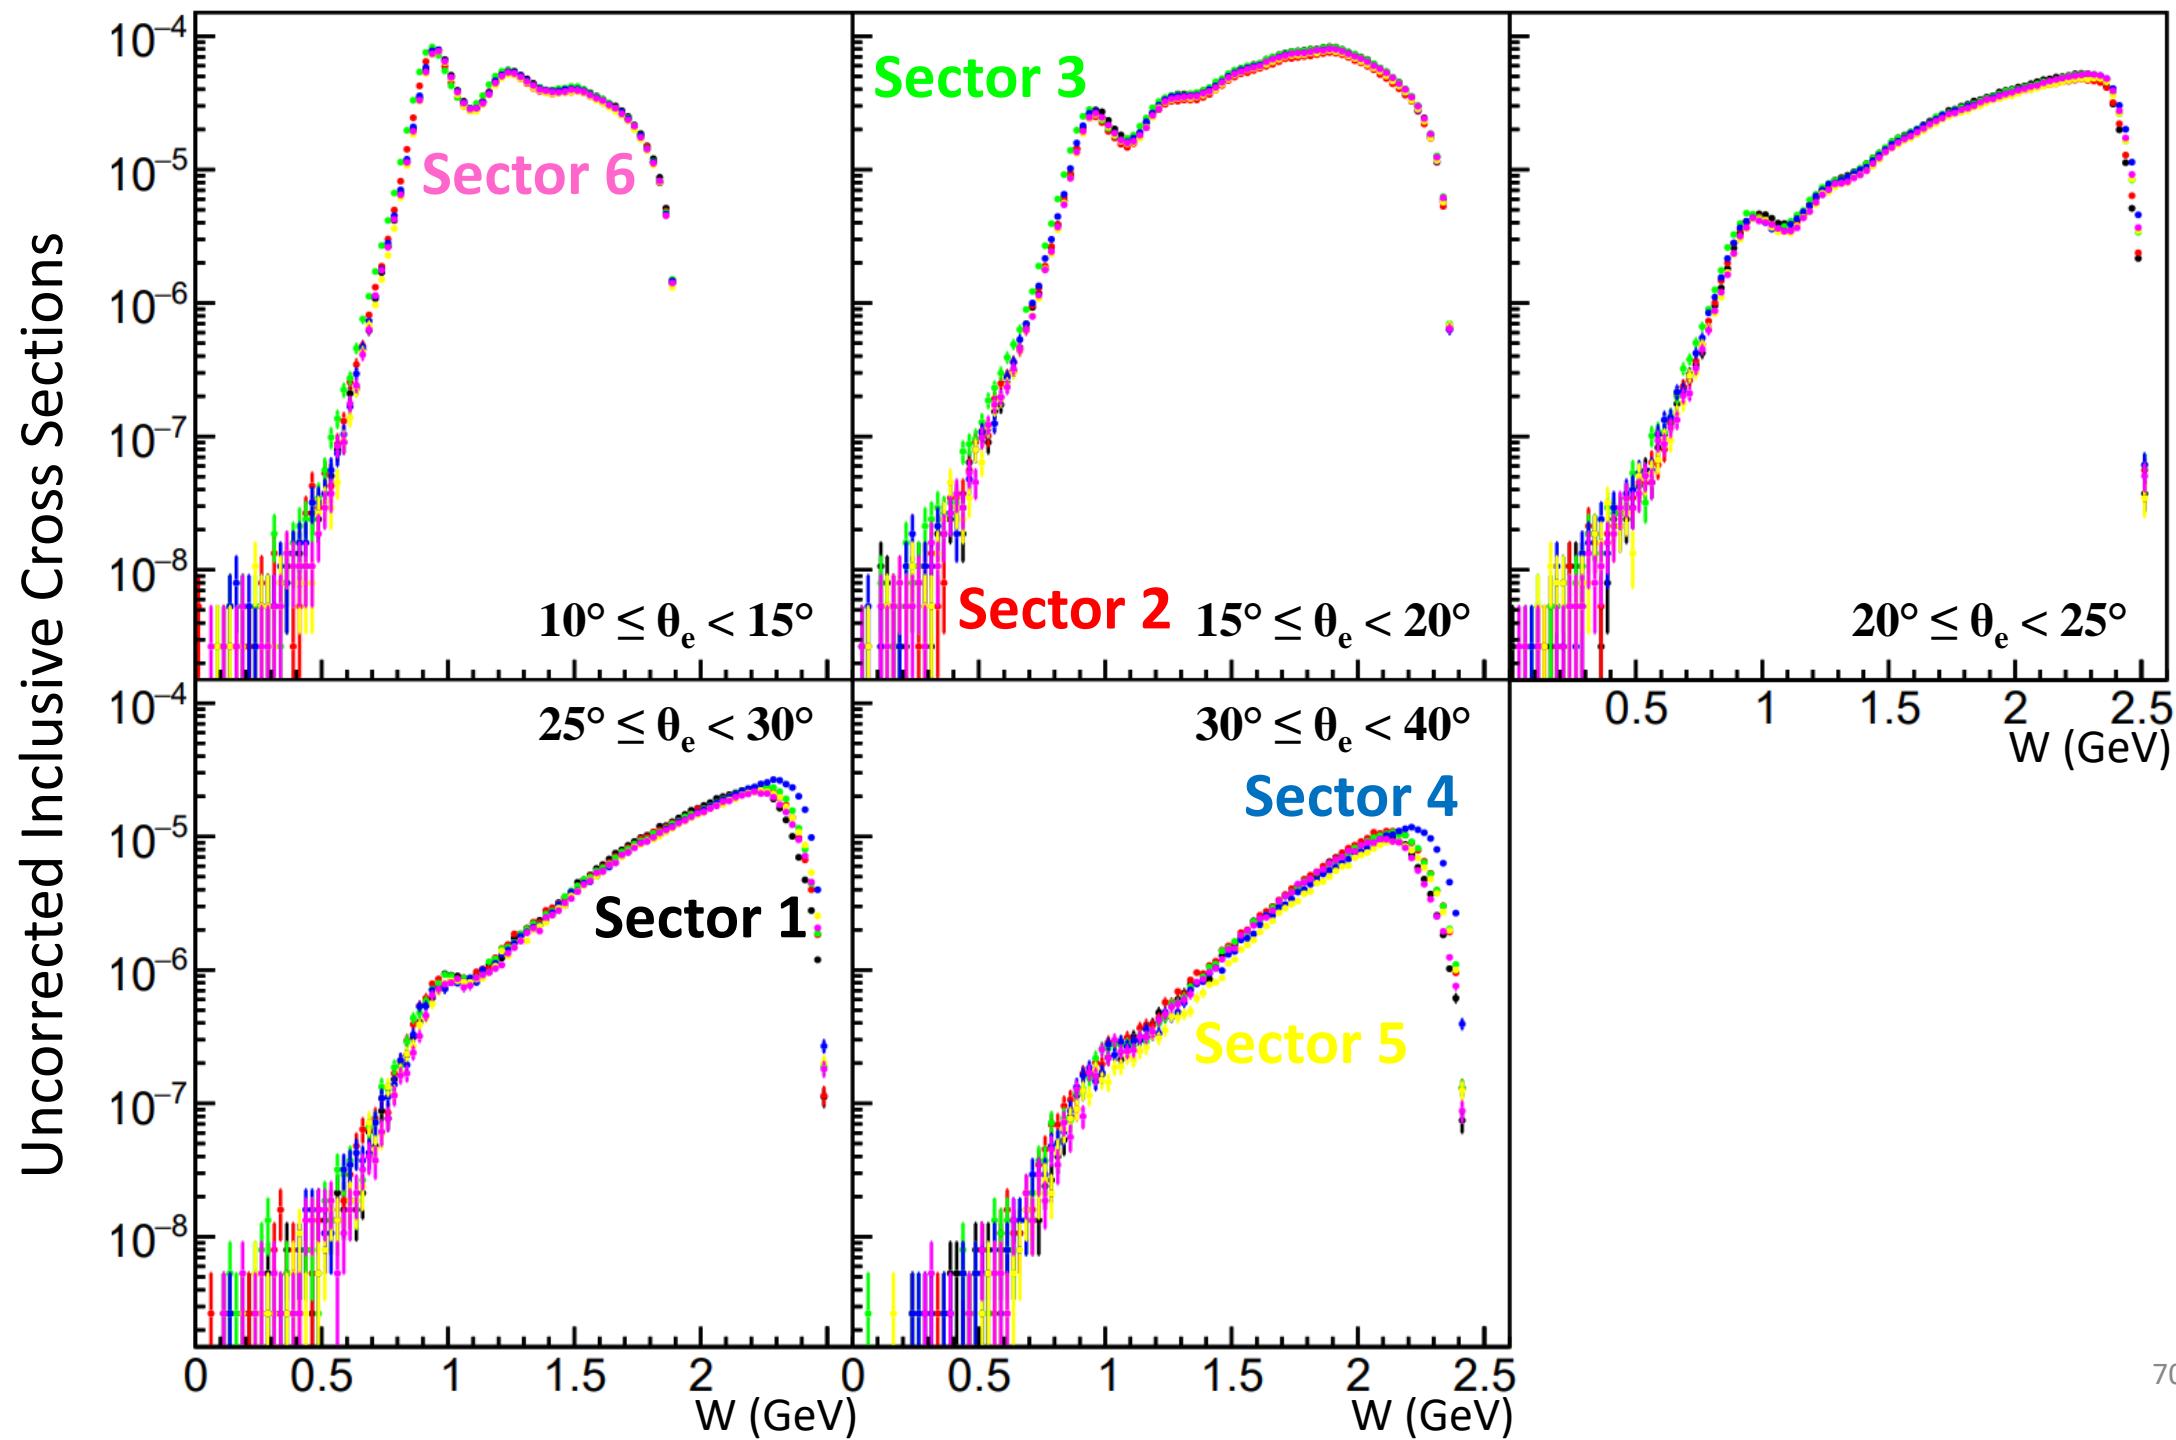 Uncorrected Inclusive Cross Sections
10⁻⁴
10⁻⁵
10⁻⁶
10⁻⁷
10⁻⁸
Sector 6
10° ≤ θₑ < 15°
Sector 3
Sector 2
15° ≤ θₑ < 20°
20° ≤ θₑ < 25°
0.5 1 1.5 2 2.5
W (GeV)
10⁻⁴
10⁻⁵
10⁻⁶
10⁻⁷
10⁻⁸
25° ≤ θₑ < 30°
Sector 1
30° ≤ θₑ < 40°
Sector 4
Sector 5
0 0.5 1 1.5 2
W (GeV)
0 0.5 1 1.5 2 2.5
W (GeV)
70